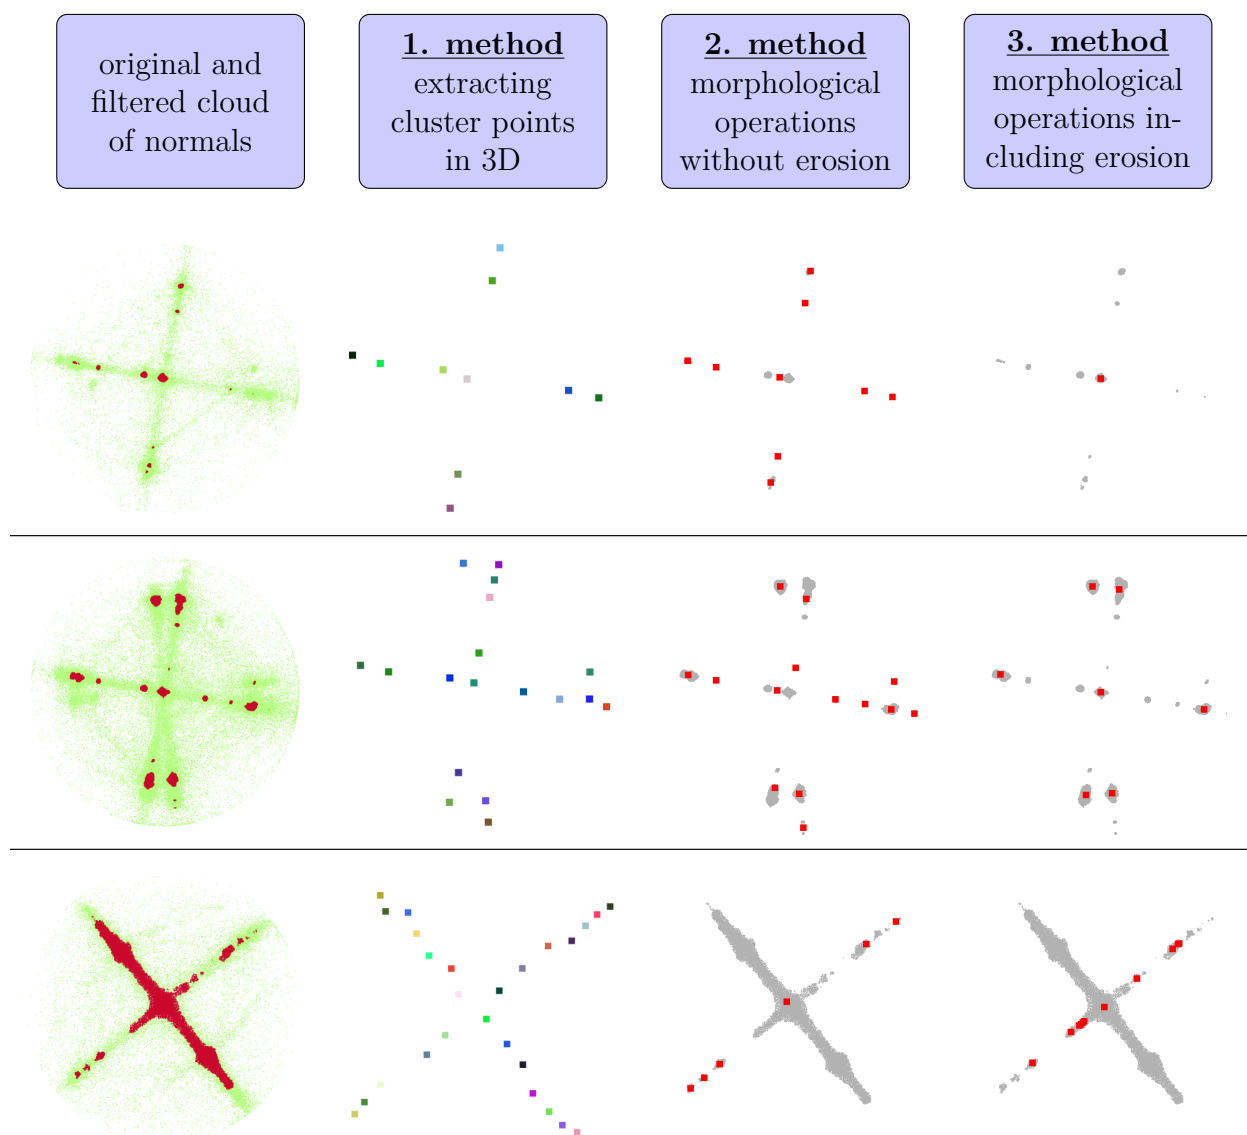 original and
filtered cloud
of normals
1. method
extracting
cluster points
in 3D
2. method
morphological
operations
without erosion
3. method
morphological
operations in-
cluding erosion